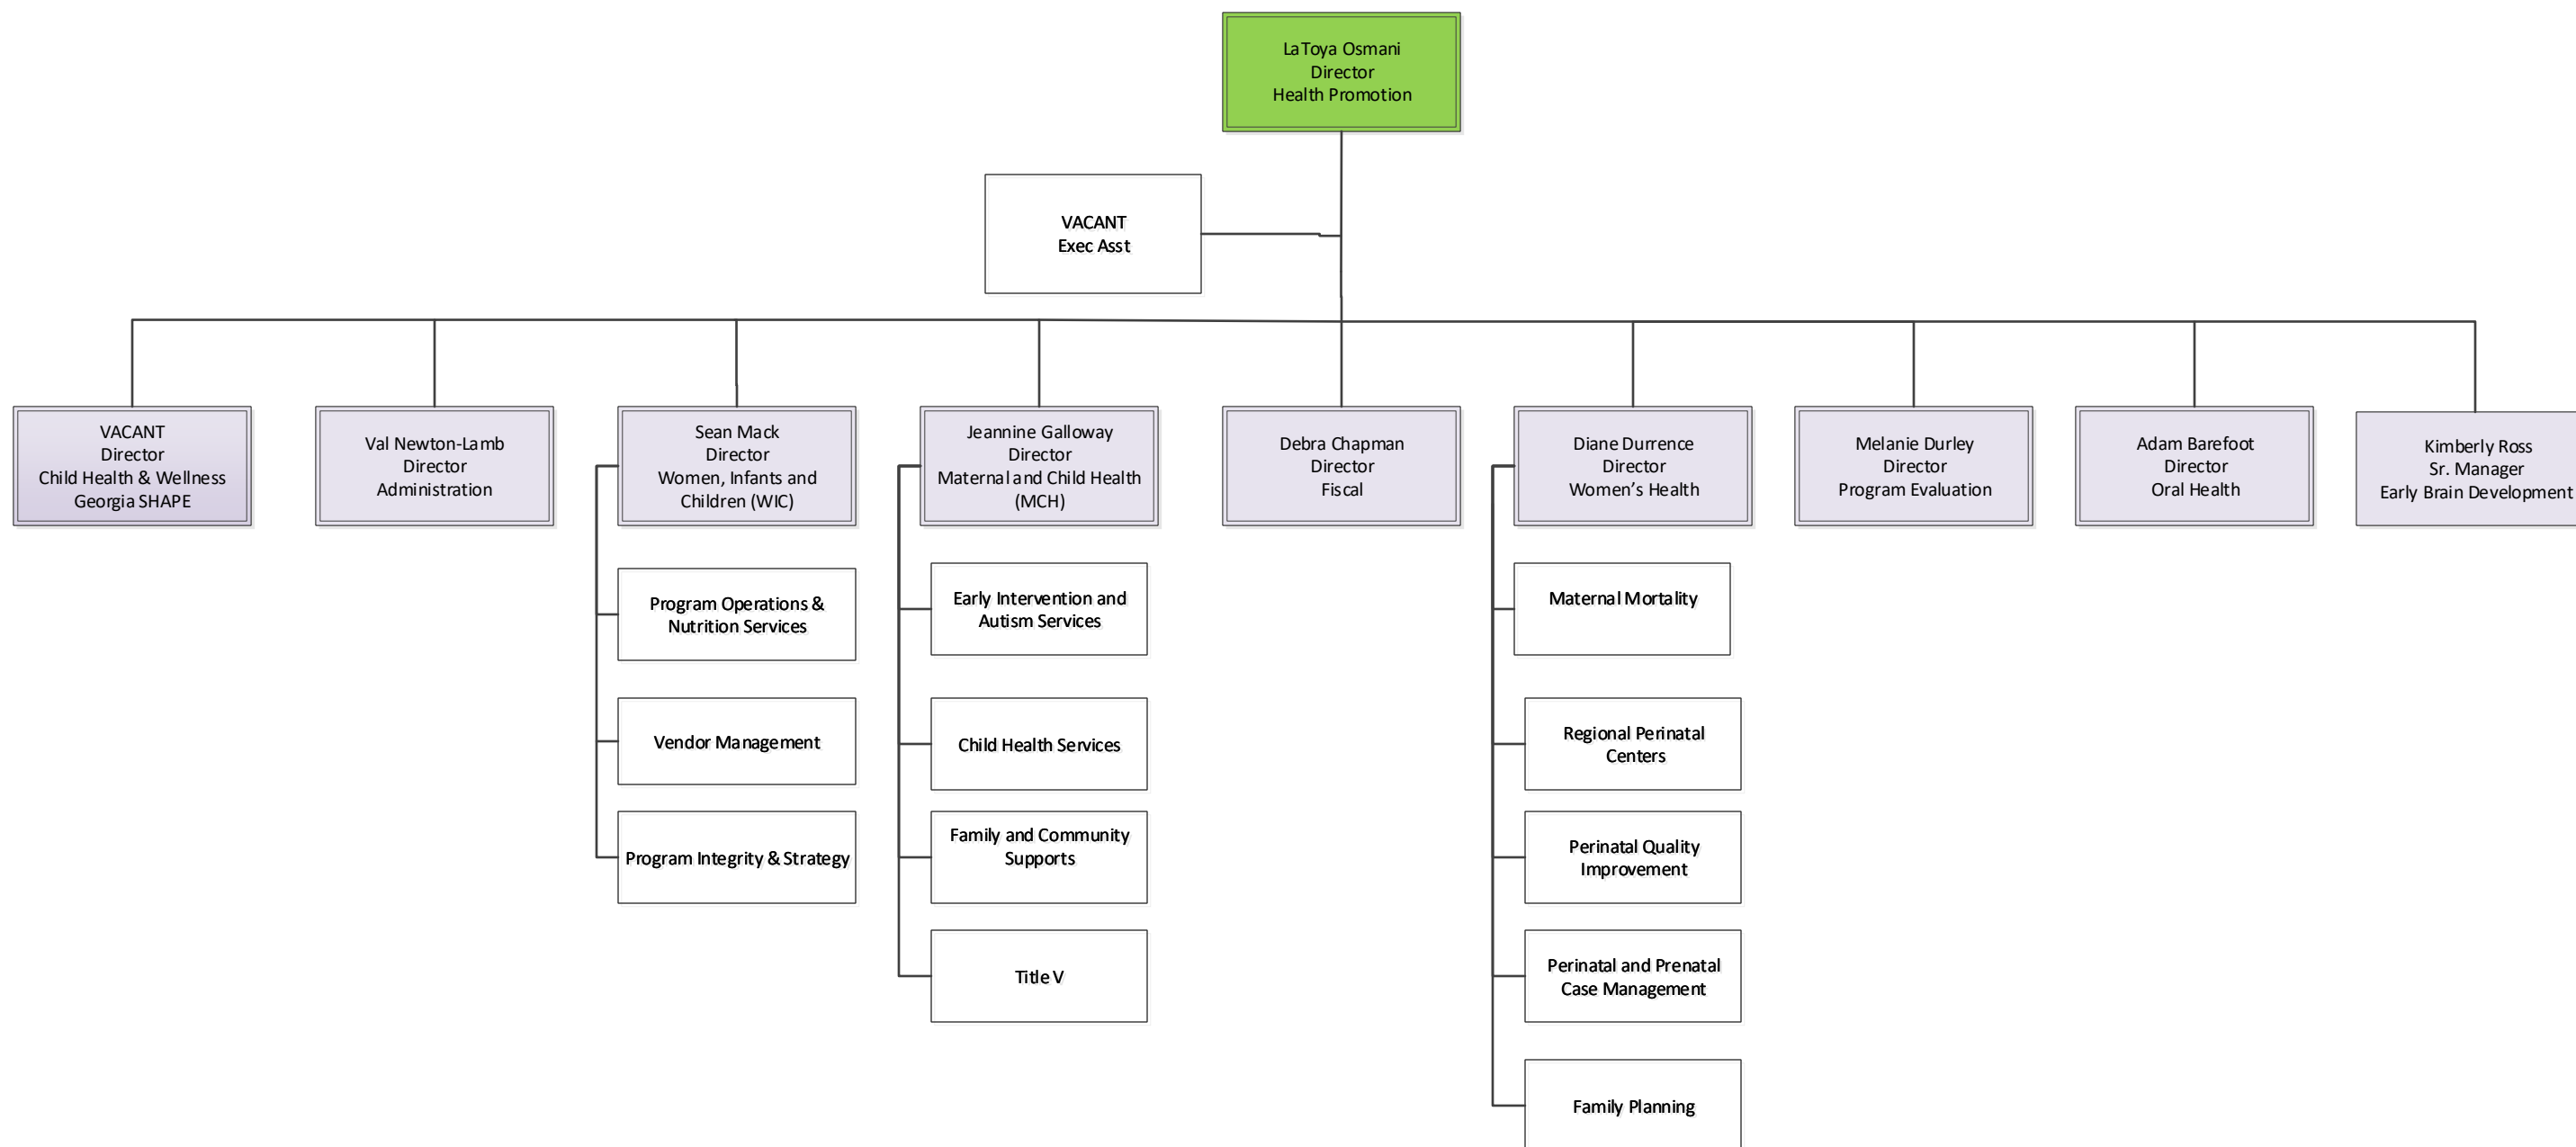 LaToya Osmani
Director
Health Promotion
VACANT
Exec Asst
VACANT
Director
Child Health & Wellness
Georgia SHAPE
Val Newton-Lamb
Director
Administration
Sean Mack
Director
Women, Infants and
Children (WIC)
Jeannine Galloway
Director
Maternal and Child Health
(MCH)
Debra Chapman
Director
Fiscal
Diane Durrence
Director
Women’s Health
Melanie Durley
Director
Program Evaluation
Adam Barefoot
Director
Oral Health
Kimberly Ross
Sr. Manager
Early Brain Development
Program Operations &
Nutrition Services
Vendor Management
Program Integrity & Strategy
Early Intervention and
Autism Services
Child Health Services
Family and Community
Supports
Title V
Maternal Mortality
Regional Perinatal
Centers
Perinatal Quality
Improvement
Perinatal and Prenatal
Case Management
Family Planning